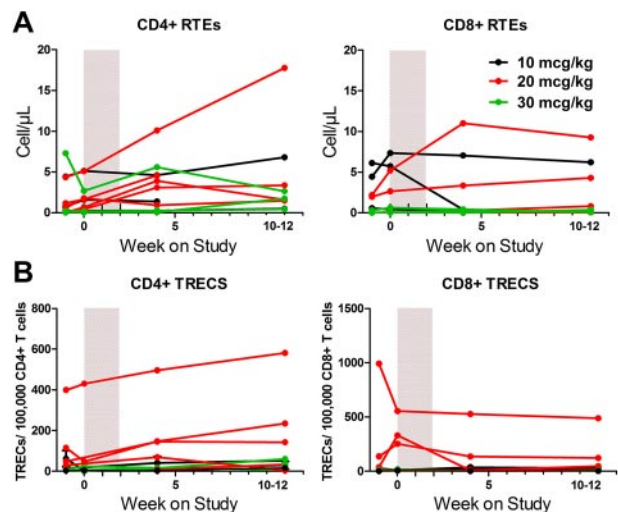 A
CD4+ RTEs
CD8+ RTEs
Cell/µL
20
15
10
5
0
0
5
10-12
Week on Study
20
15
10
5
0
0
5
10-12
Week on Study
10 mcg/kg
20 mcg/kg
30 mcg/kg
B
CD4+ TRECS
CD8+ TRECS
TRECs/ 100,000 CD4+ T cells
800
600
400
200
0
0
5
10-12
Week on Study
TRECs/ 100,000 CD8+ T cells
1500
1000
500
0
0
5
10-12
Week on Study